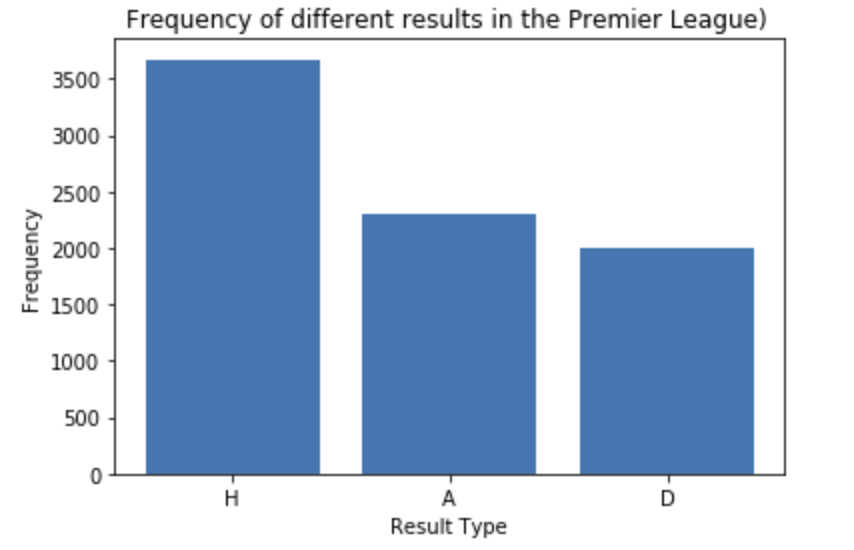 Frequency of different results in the Premier League)
3500
3000
2500
2000
1500
1000
500
0
Frequency
H A D
Result Type